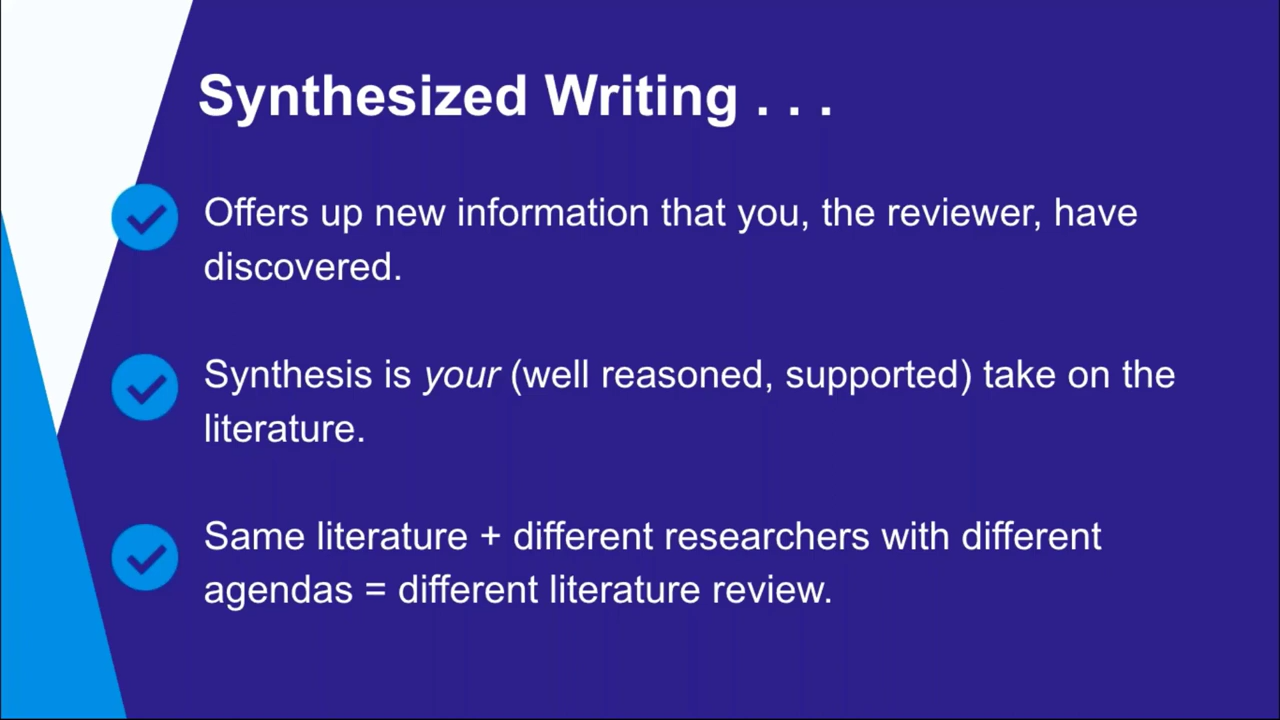 Synthesized Writing . . .
Offers up new information that you, the reviewer, have
discovered.
Synthesis is your (well reasoned, supported) take on the
literature.
Same literature + different researchers with different
agendas = different literature review.